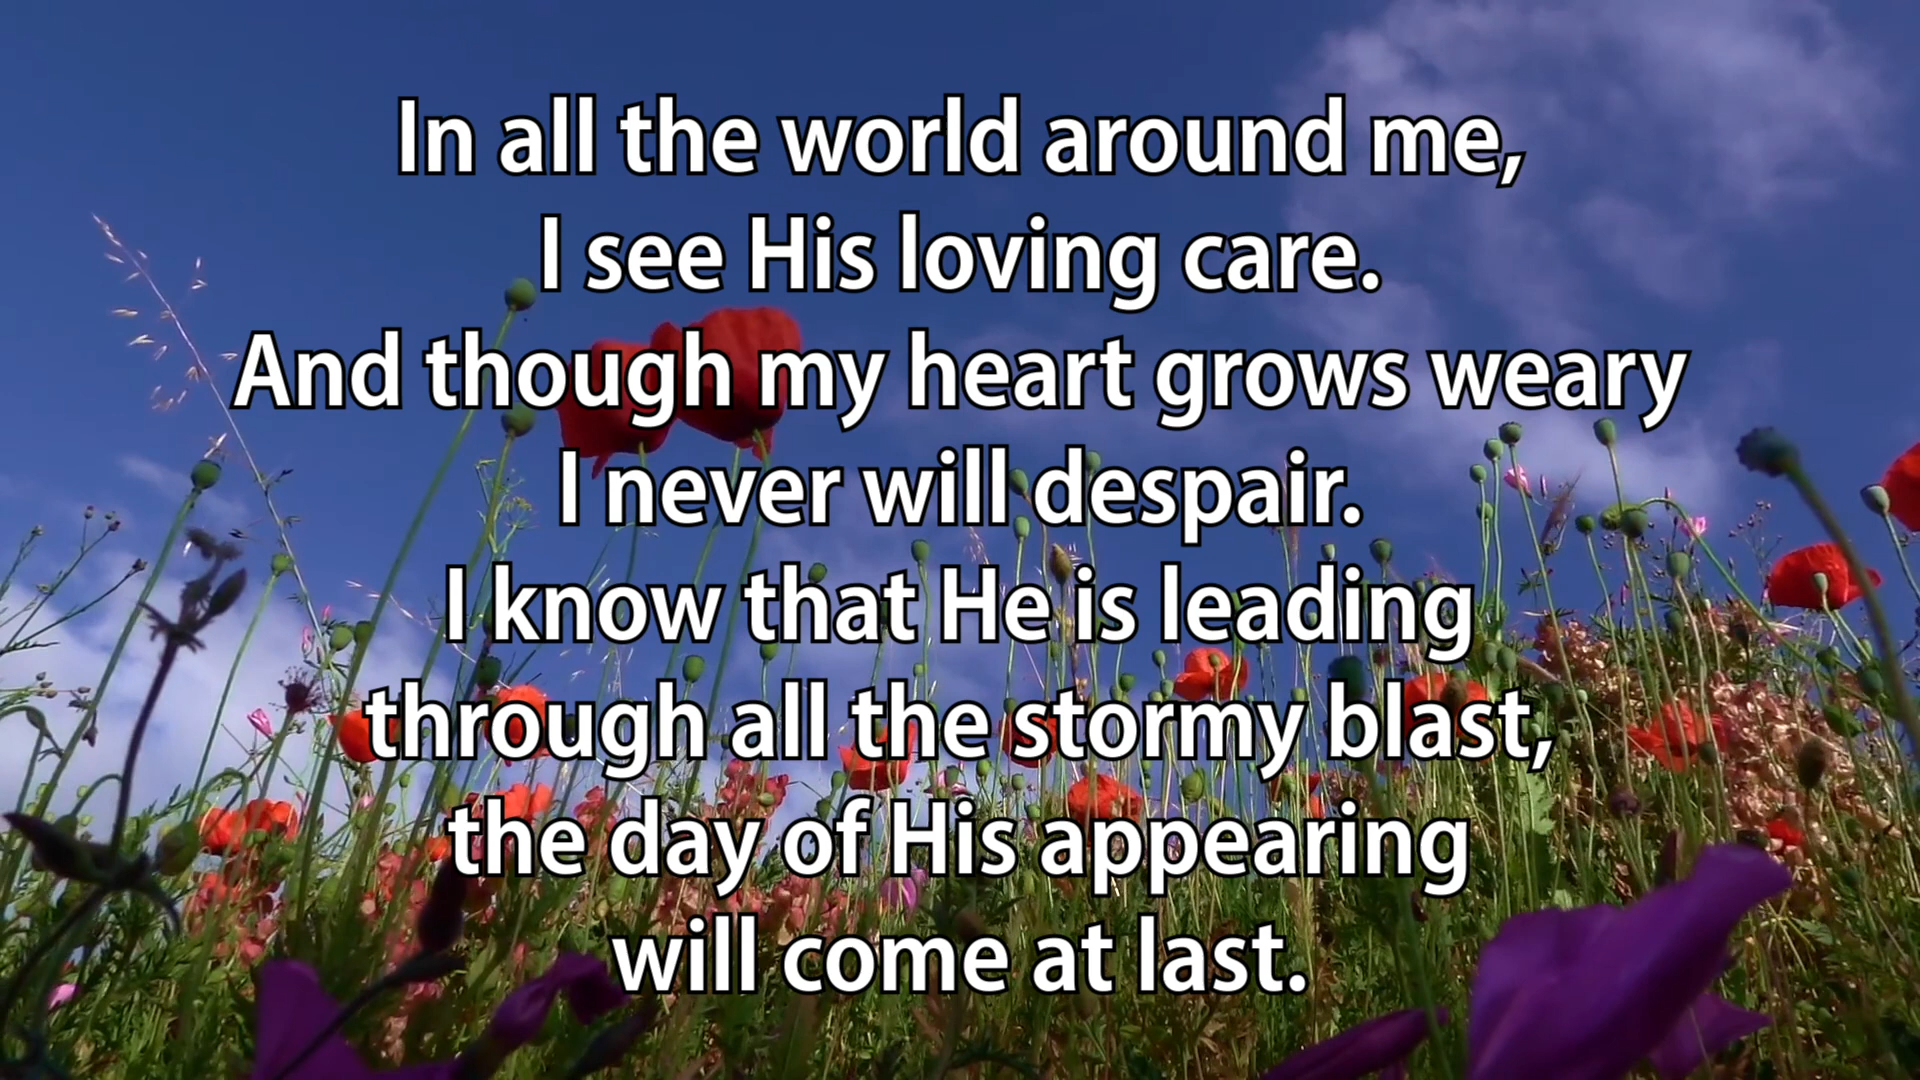 In all the world around me,
I see His loving care.
And though my heart grows weary
I never will despair.
I know that He is leading
through all the stormy blast,
the day of His appearing
will come at last.